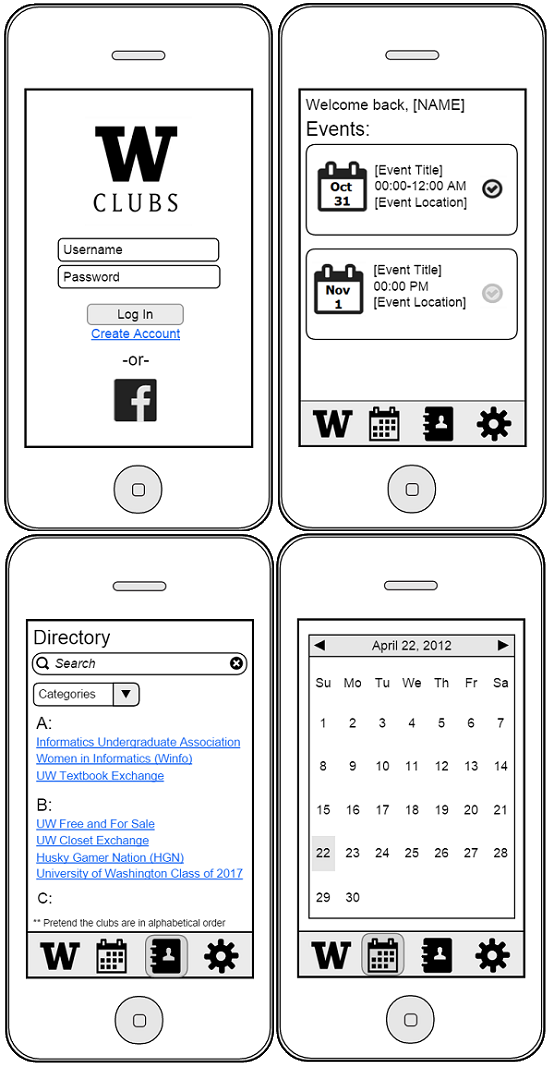 W
CLUBS
Username
Password
Log In
Create Account
-or-
f
Welcome back, [NAME]
Events:
Oct
31
[Event Title]
00:00-12:00 AM
[Event Location]
Nov
1
[Event Title]
00:00 PM
[Event Location]
W
Directory
Search
Categories
A:
Informatics Undergraduate Association
Women in Informatics (Winfo)
UW Textbook Exchange
B:
UW Free and For Sale
UW Closet Exchange
Husky Gamer Nation (HGN)
University of Washington Class of 2017
C:
** Pretend the clubs are in alphabetical order
W
April 22, 2012
Su Mo Tu We Th Fr Sa
1 2 3 4 5 6 7
8 9 10 11 12 13 14
15 16 17 18 19 20 21
22 23 24 25 26 27 28
29 30
W